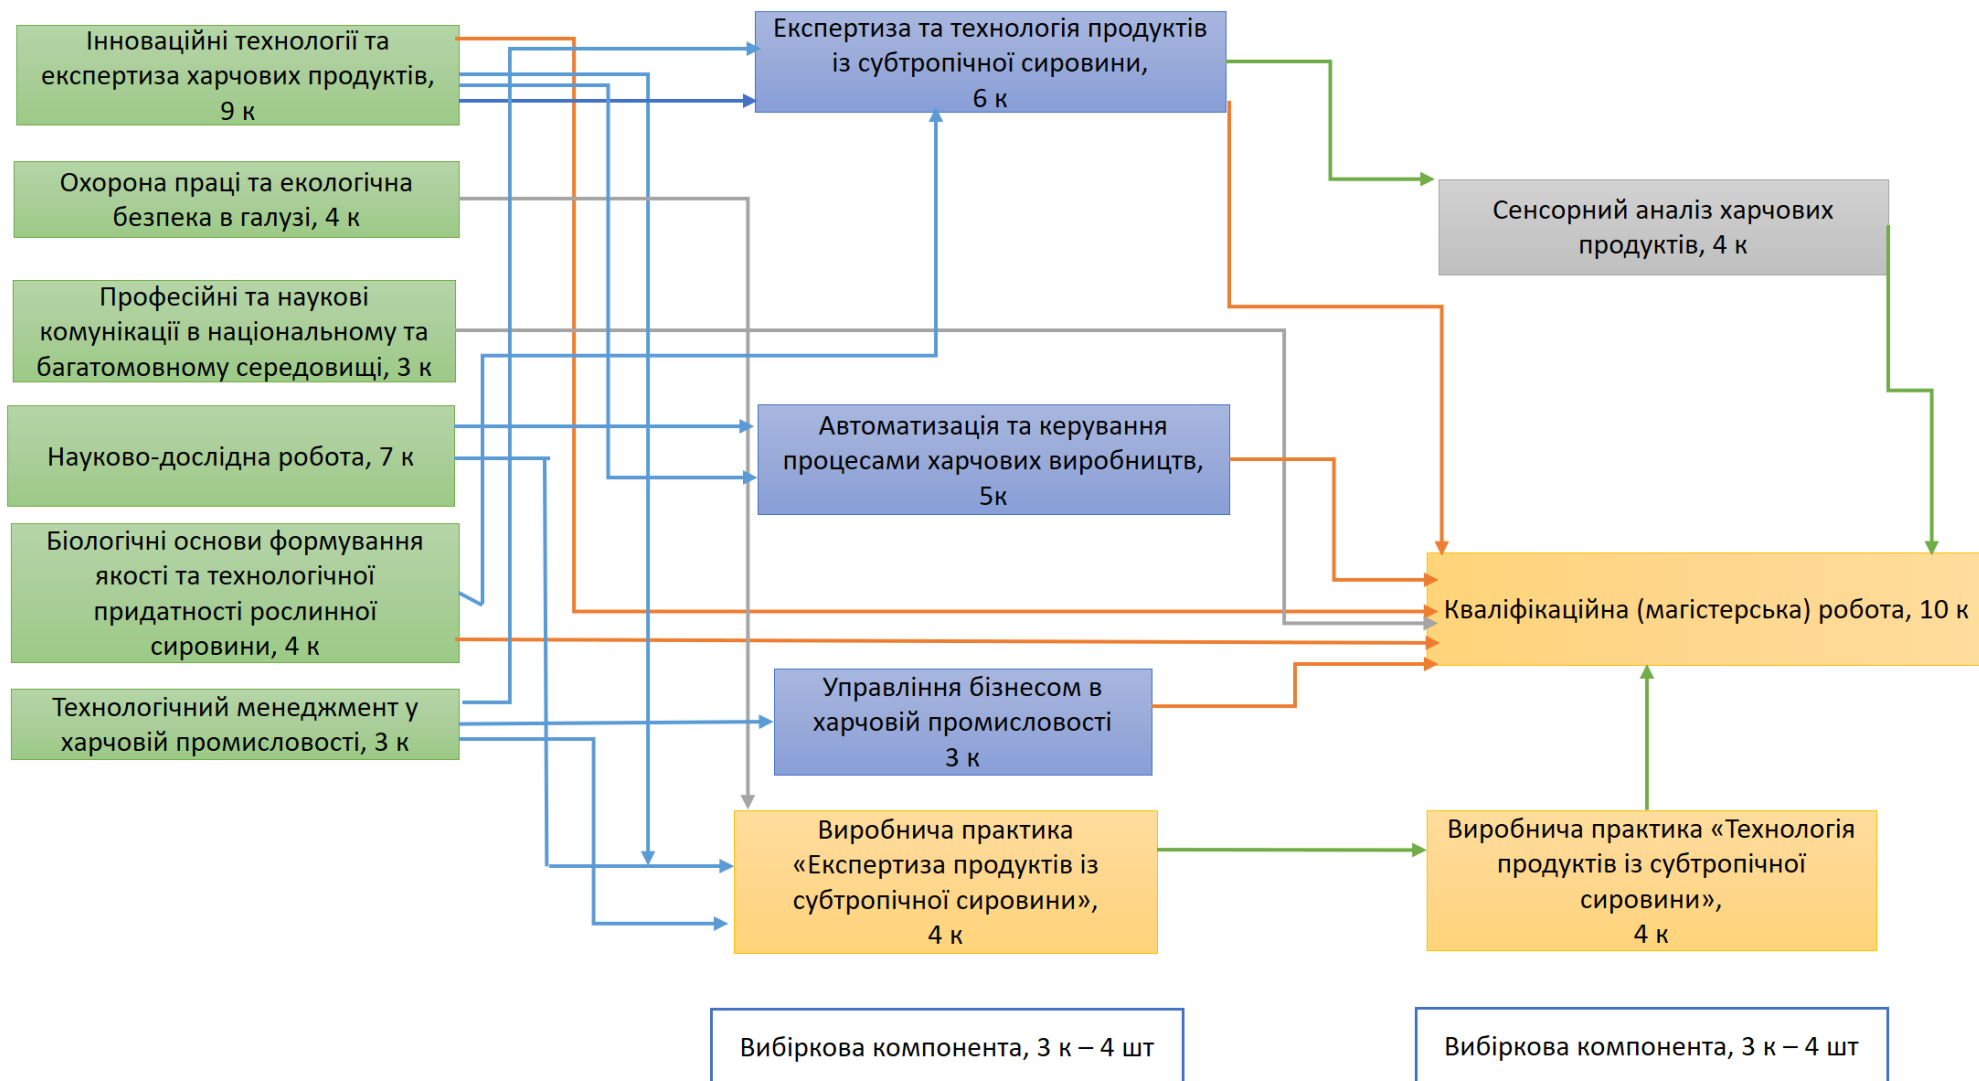 Інноваційні технології та
експертиза харчових продуктів,
9 к
Охорона праці та екологічна
безпека в галузі, 4 к
Професійні та наукові
комунікації в національному та
багатомовному середовищі, 3 к
Науково-дослідна робота, 7 к
Біологічні основи формування
якості та технологічної
придатності рослинної
сировини, 4 к
Технологічний менеджмент у
харчовій промисловості, 3 к
Експертиза та технологія продуктів
із субтропічної сировини,
6 к
Автоматизація та керування
процесами харчових виробництв,
5к
Управління бізнесом в
харчовій промисловості
3 к
Виробнича практика
«Експертиза продуктів із
субтропічної сировини»,
4 к
Вибіркова компонента, 3 к – 4 шт
Сенсорний аналіз харчових
продуктів, 4 к
Кваліфікаційна (магістерська) робота, 10 к
Виробнича практика «Технологія
продуктів із субтропічної
сировини»,
4 к
Вибіркова компонента, 3 к – 4 шт